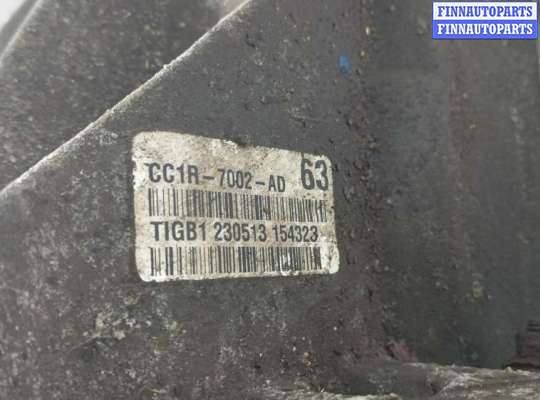 FINNAUTOPARTS
FINNAUTOPARTS
CC1R-7002-AD 63
TIGB1 230513 154323